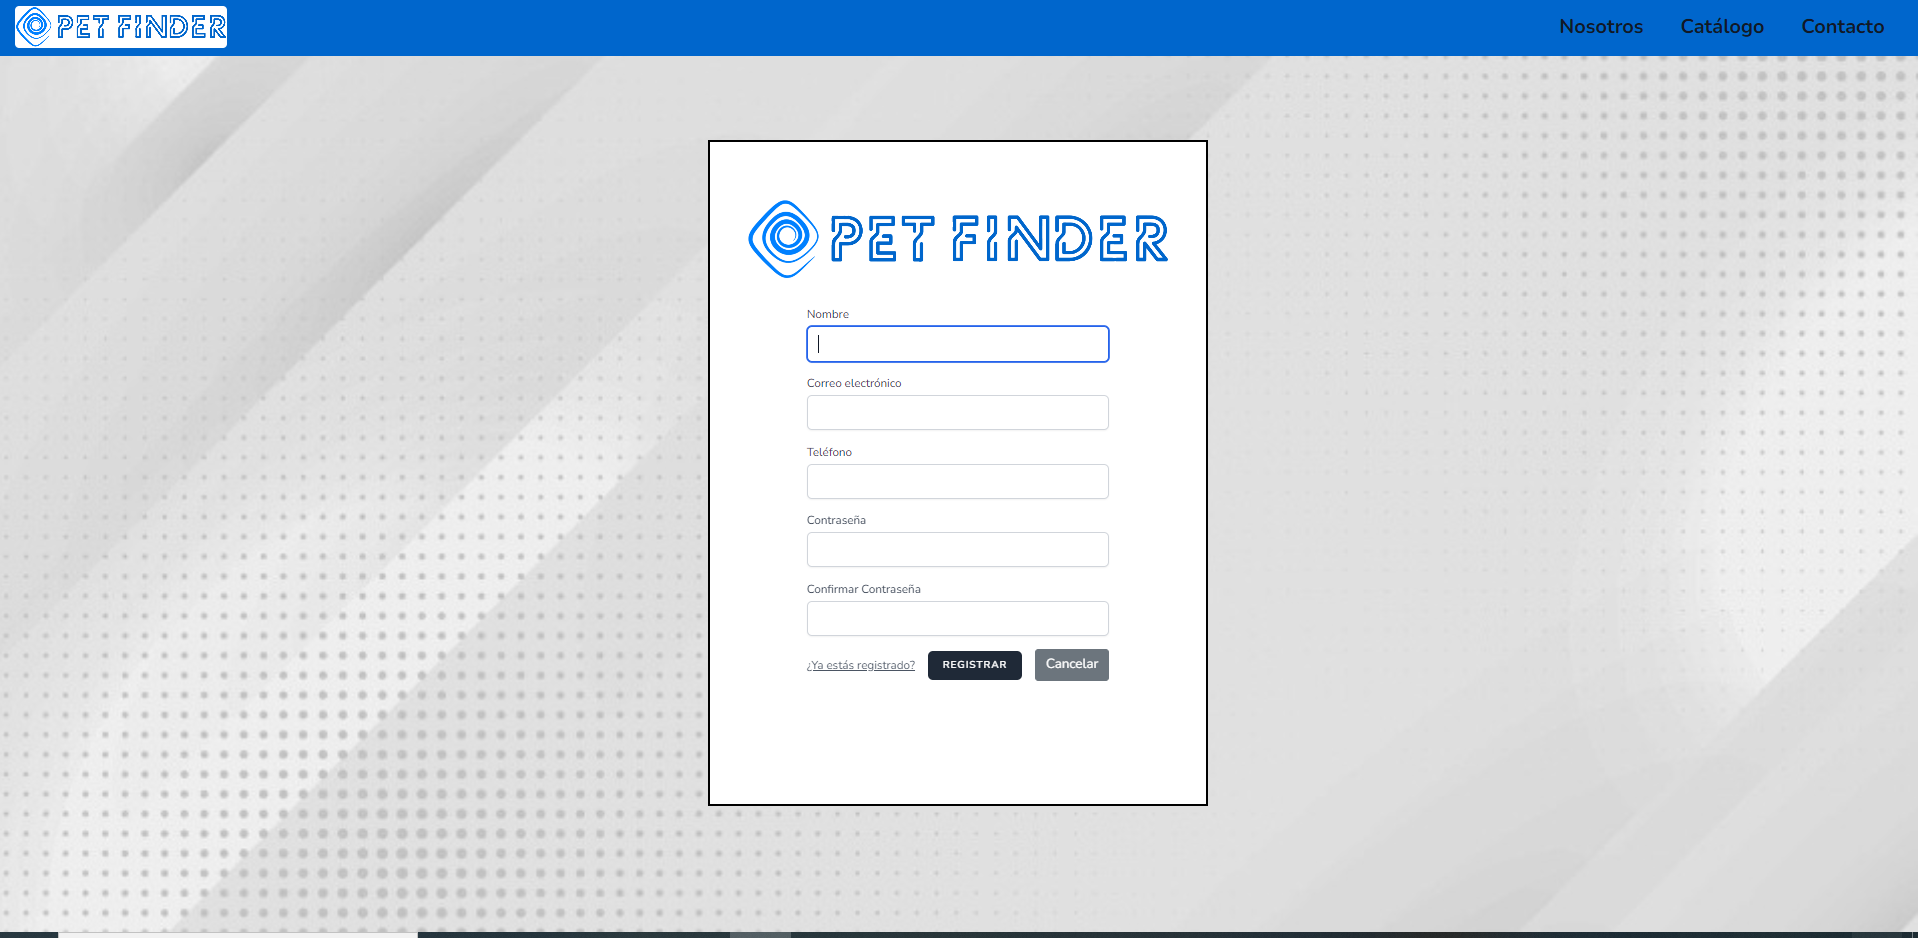 PET FINDER
Nosotros Catálogo Contacto
PET FINDER
Nombre
Correo electrónico
Teléfono
Contraseña
Confirmar Contraseña
¿Ya estás registrado? REGISTRAR Cancelar